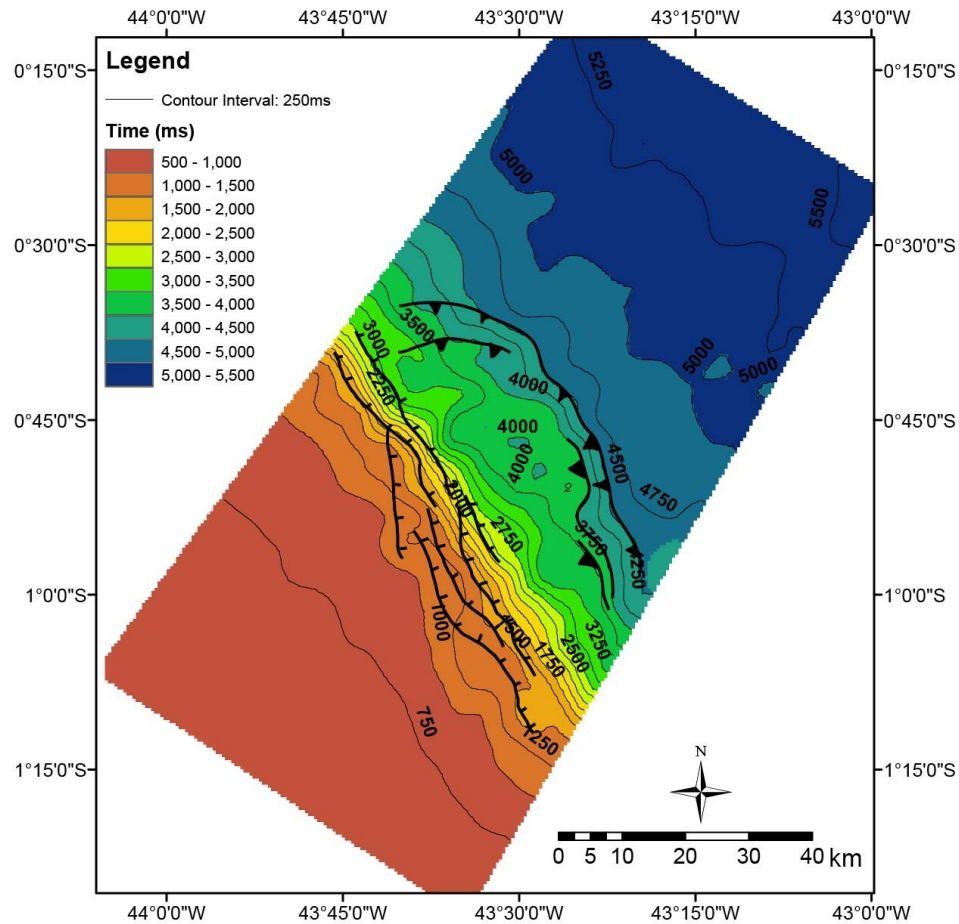 44°0'0"W 43°45'0"W 43°30'0"W 43°15'0"W 43°0'0"W
0°15'0"S
0°15'0"S
0°30'0"S
0°30'0"S
0°45'0"S
0°45'0"S
1°0'0"S
1°0'0"S
1°15'0"S
1°15'0"S
Legend
Contour Interval: 250ms
Time (ms)
500 - 1,000
1,000 - 1,500
1,500 - 2,000
2,000 - 2,500
2,500 - 3,000
3,000 - 3,500
3,500 - 4,000
4,000 - 4,500
4,500 - 5,000
5,000 - 5,500
5250
5000
5500
3500
3000
2250
4000
5000
5000
4000
4000
4500
4750
2000
2750
3750
4250
1000
1500
1750
2500
3250
750
1250
N
0 5 10 20 30 40 km
44°0'0"W 43°45'0"W 43°30'0"W 43°15'0"W 43°0'0"W